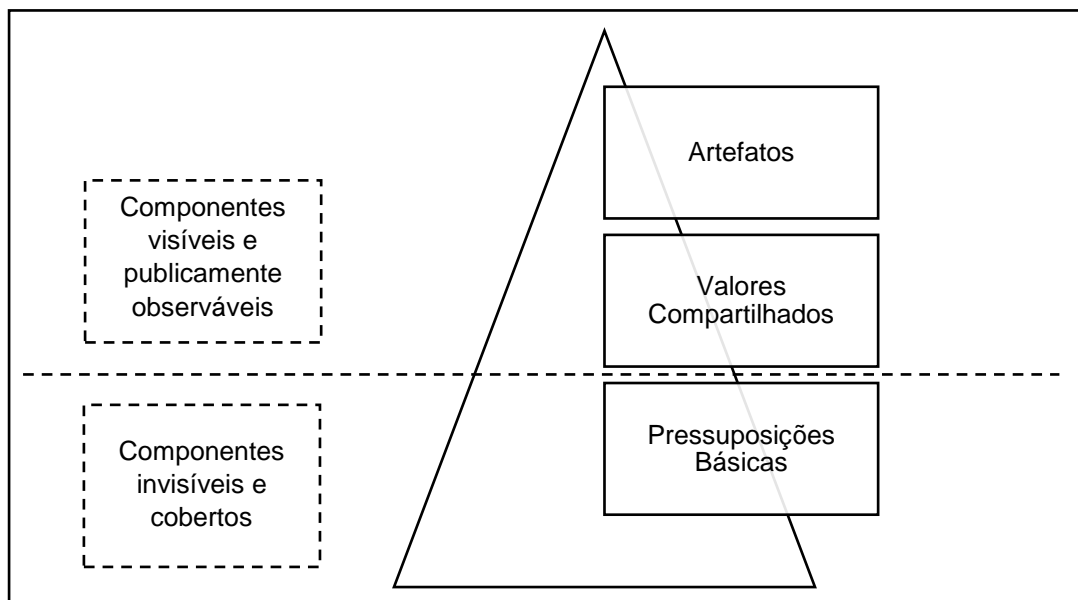 Artefatos
Componentes
visíveis e
publicamente
observáveis
Valores
Compartilhados
Componentes
invisíveis e
cobertos
Pressuposições
Básicas